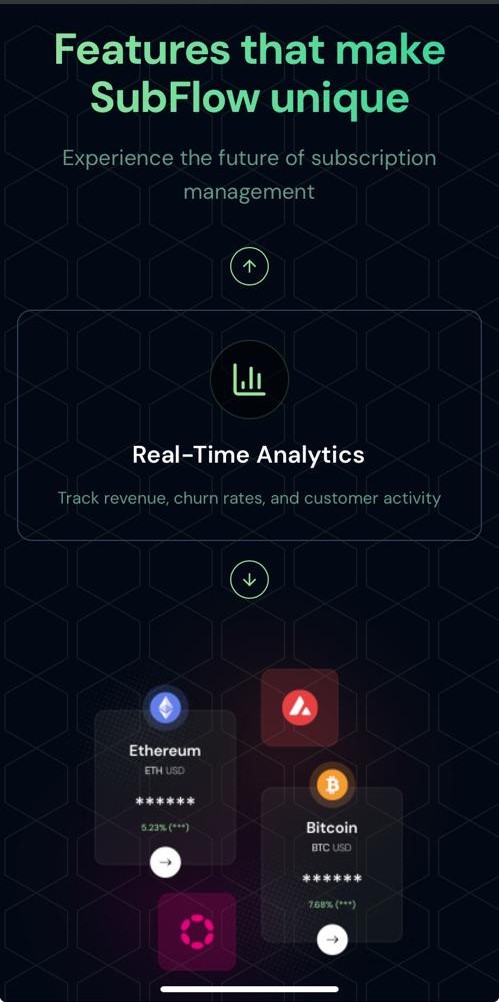 Features that make
SubFlow unique
Experience the future of subscription
management
Real-Time Analytics
Track revenue, churn rates, and customer activity
Ethereum
ETH USD
******
5.23% (***)
Bitcoin
BTC USD
******
7.68% (***)